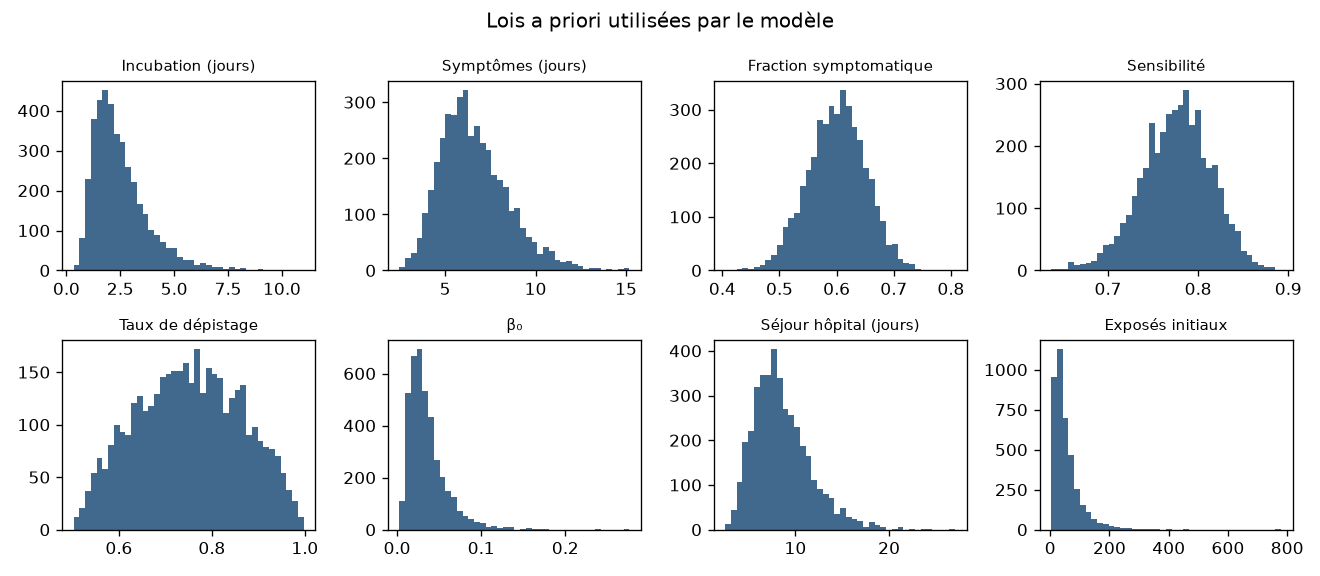 Lois a priori utilisées par le modèle
Incubation (jours)
Symptômes (jours)
Fraction symptomatique
Sensibilité
400
300
200
100
0
0.0 2.5 5.0 7.5 10.0
300
200
100
0
5 10 15
300
200
100
0
0.4 0.5 0.6 0.7 0.8
300
200
100
0
0.7 0.8 0.9
Taux de dépistage
β₀
Séjour hôpital (jours)
Exposés initiaux
150
100
50
0
0.6 0.8 1.0
600
400
200
0
0.0 0.1 0.2
400
300
200
100
0
10 20
1000
750
500
250
0
0 200 400 600 800